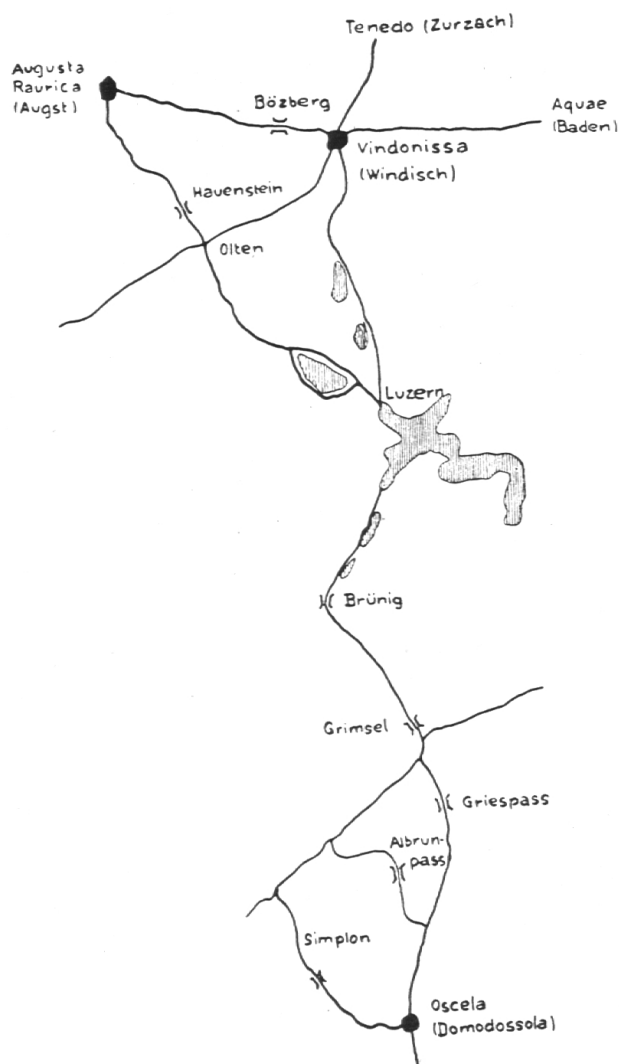 Tenedo (Zurzach)
Augusta
Raurica
(Augst)
Bözberg
Aquae
(Baden)
Vindonissa
(Windisch)
Hauenstein
Olten
Luzern
Brünig
Grimsel
Griespass
Albrun-
pass
Simplon
Oscela
(Domodossola)